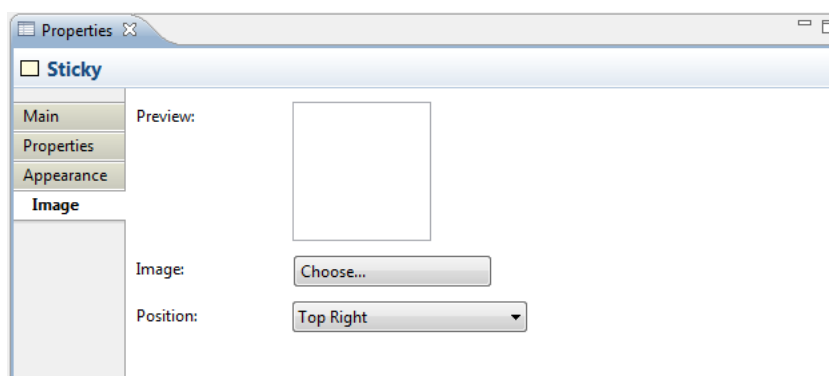 Properties
Sticky
Main
Properties
Appearance
Image
Preview:
Image:
Choose...
Position:
Top Right